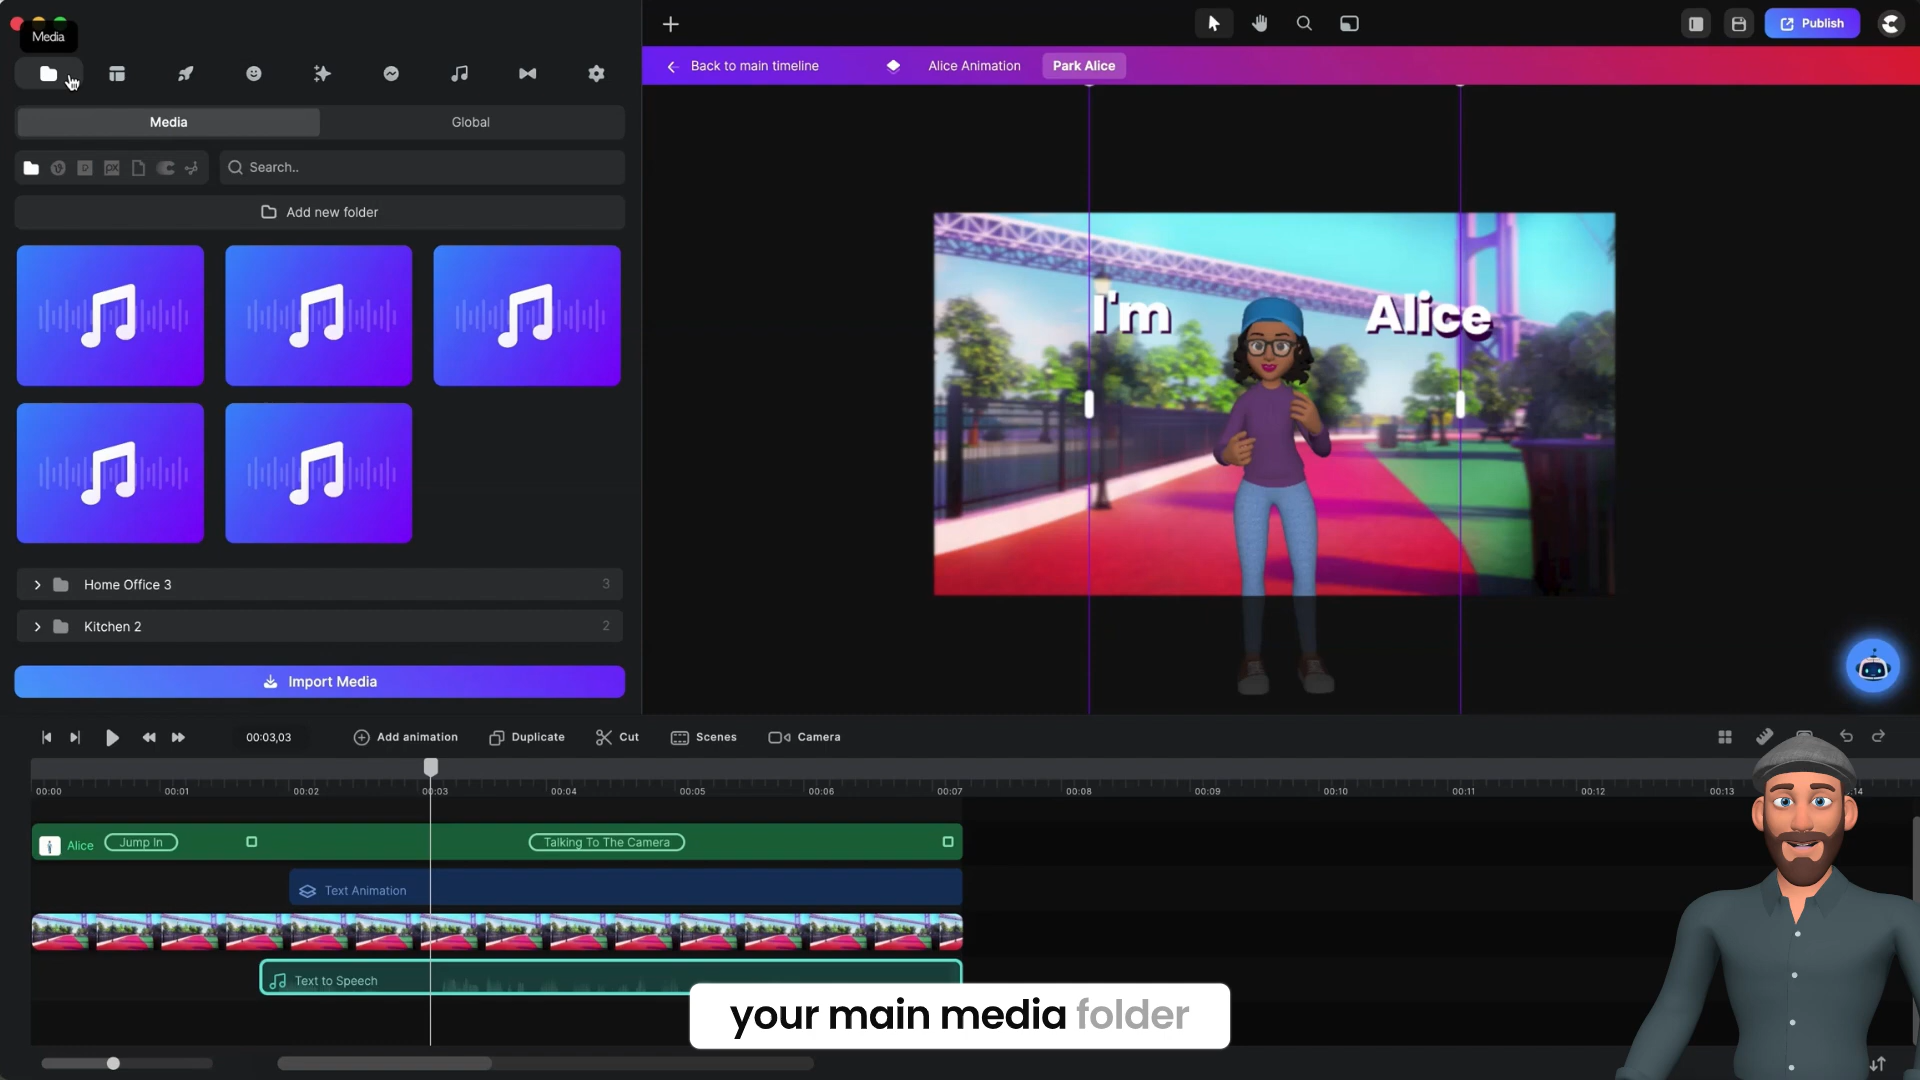 Media
Publish
Back to main timeline
Alice Animation
Park Alice
Media
Global
Search..
Add new folder
I'm
Alice
Home Office 3
3
Kitchen 2
2
Import Media
00:03,03
Add animation
Duplicate
Cut
Scenes
Camera
00:00
00:01
00:02
00:03
00:04
00:05
00:06
00:07
00:08
00:09
00:10
00:11
00:12
00:13
:14
Alice
Jump In
Talking To The Camera
Text Animation
Text to Speech
your main media folder